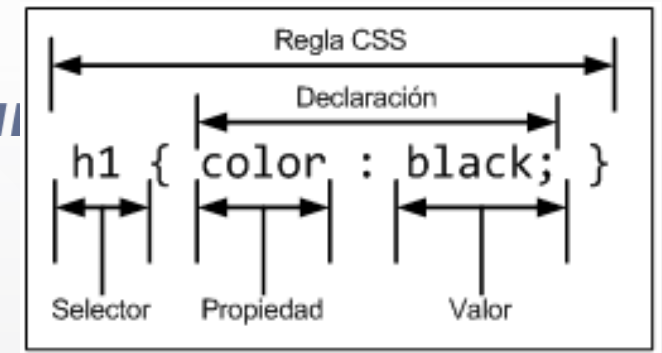 Regla CSS
Declaración
h1 { color : black; }
Selector Propiedad Valor